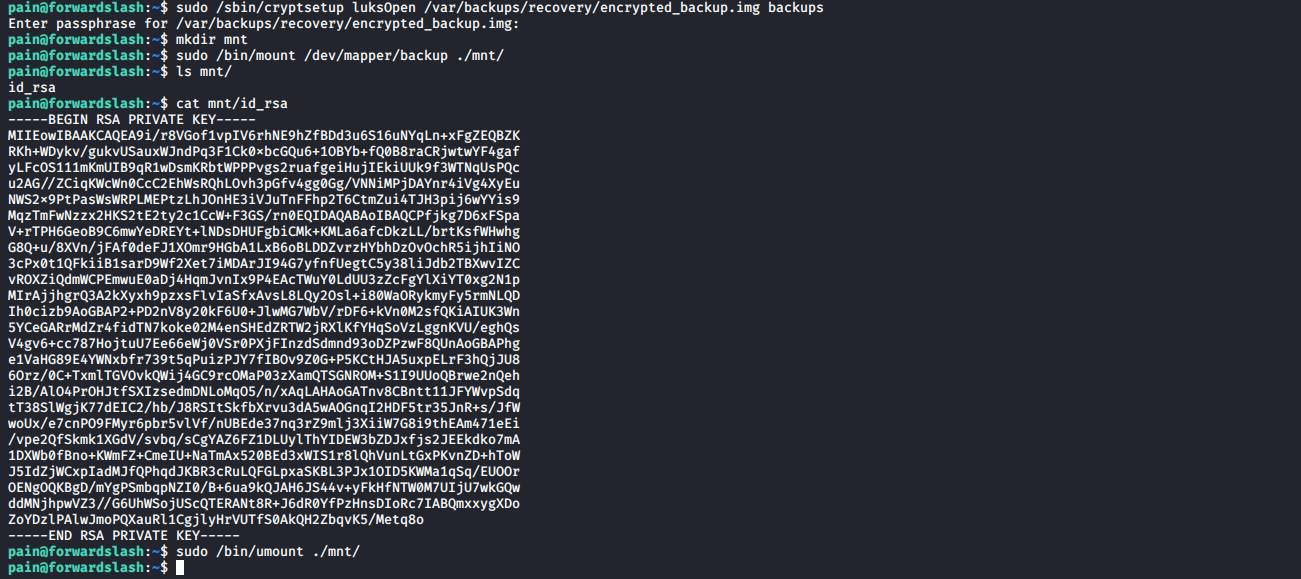 pain@forwardslash:~$ sudo /sbin/cryptsetup luksOpen /var/backups/recovery/encrypted_backup.img backups
Enter passphrase for /var/backups/recovery/encrypted_backup.img:
pain@forwardslash:~$ mkdir mnt
pain@forwardslash:~$ sudo /bin/mount /dev/mapper/backup ./mnt/
pain@forwardslash:~$ ls mnt/
id_rsa
pain@forwardslash:~$ cat mnt/id_rsa
-----BEGIN RSA PRIVATE KEY-----
MIIEowIBAAKCAQEA9i/r8VGof1vpIV6rhNE9hZfBDd3u6S16uNYqLn+xFgZEQBZK
RKh+WDykv/gukvUSauxWJndPq3F1Ck0xbcGQu6+1OBYb+fQ0B8raCRjwtwYF4gaf
yLFcOS111mKmUIB9qR1wDsmKRbtWPPPvgs2ruafgeiHujIEkiUUk9f3WTNqUsPQc
u2AG//ZCiqKWcWn0CcC2EhWsRQhLOvh3pGfv4gg0Gg/VNNiMPjDAYnr4iVg4XyEu
NWS2x9PtPasWsWRPLMEPtzLhJOnHE3iVJuTnFFhp2T6CtmZui4TJH3pij6wYYis9
MqzTmFwNzzx2HKS2tE2ty2c1CcW+F3GS/rn0EQIDAQABAoIBAQCPfjkg7D6xFSpa
V+rTPH6GeoB9C6mwYeDREYt+lNDsDHUFgbiCMk+KMLa6afcDkzLL/brtKsfWHwhg
G8Q+u/8XVn/jFAf0deFJ1XOmr9HGbA1LxB6oBLDDZvrzHYbhDzOvOchR5ijhIiNO
3cPx0t1QFkiiB1sarD9Wf2Xet7iMDArJI94G7yfnfUegtC5y38liJdb2TBXwvIZC
vROXZiQdmWCPEmwuE0aDj4HqmJvnIx9P4EAcTWuY0LdUU3zZcFgYlXiYT0xg2N1p
MIrAjjhgrQ3A2kXyxh9pzxsFlvIaSfxAvsL8LQy2Osl+i80WaORykmyFy5rmNLQD
Ih0cizb9AoGBAP2+PD2nV8y20kF6U0+JlwMG7WbV/rDF6+kVn0M2sfQKiAIUK3Wn
5YCeGARrMdZr4fidTN7koke02M4enSHEdZRTW2jRXlKfYHqSoVzLggnKVU/eghQs
V4gv6+cc787HojtuU7Ee66eWj0VSr0PXjFInzdSdmnd93oDZPzwF8QUnAoGBAPhg
e1VaHG89E4YWNxbfr739t5qPuizPJY7fIBOv9Z0G+P5KCtHJA5uxpELrF3hQjJU8
6Orz/0C+TxmlTGVOvkQWij4GC9rcOMaP03zXamQTSGNROM+S1I9UUoQBrwe2nQeh
i2B/AlO4PrOHJtfSXIzsedmDNLoMqO5/n/xAqLAHAoGATnv8CBntt11JFYWvpSdq
tT38SlWgjK77dEIC2/hb/J8RSItSkfbXrvu3dA5wAOGnqI2HDF5tr35JnR+s/JfW
woUx/e7cnPO9FMyr6pbr5vlVf/nUBEde37nq3rZ9mlj3XiiW7G8i9thEAm471eEi
/vpe2QfSkmk1XGdV/svbq/sCgYAZ6FZ1DLUylThYIDEW3bZDJxfjs2JEEkdko7mA
1DXWb0fBno+KWmFZ+CmeIU+NaTmAx520BEd3xWIS1r8lQhVunLtGxPKvnZD+hToW
J5IdZjWCxpIadMJfQPhqdJKBR3cRuLQFGLpxaSKBL3PJx1OID5KWMa1qSq/EUOOr
OENgOQKBgD/mYgPSmbqpNZI0/B+6ua9kQJAH6JS44v+yFkHfNTW0M7UIjU7wkGQw
ddMNjhpwVZ3//G6UhWSojUScQTERANt8R+J6dR0YfPzHnsDIoRc7IABQmxxygXDo
ZoYDzlPAlwJmoPQXauRl1CgjlyHrVUTfS0AkQH2ZbqvK5/Metq8o
-----END RSA PRIVATE KEY-----
pain@forwardslash:~$ sudo /bin/umount ./mnt/
pain@forwardslash:~$